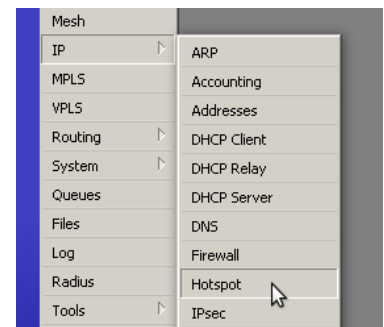 Mesh
IP
MPLS
VPLS
Routing
System
Queues
Files
Log
Radius
Tools
ARP
Accounting
Addresses
DHCP Client
DHCP Relay
DHCP Server
DNS
Firewall
Hotspot
IPsec